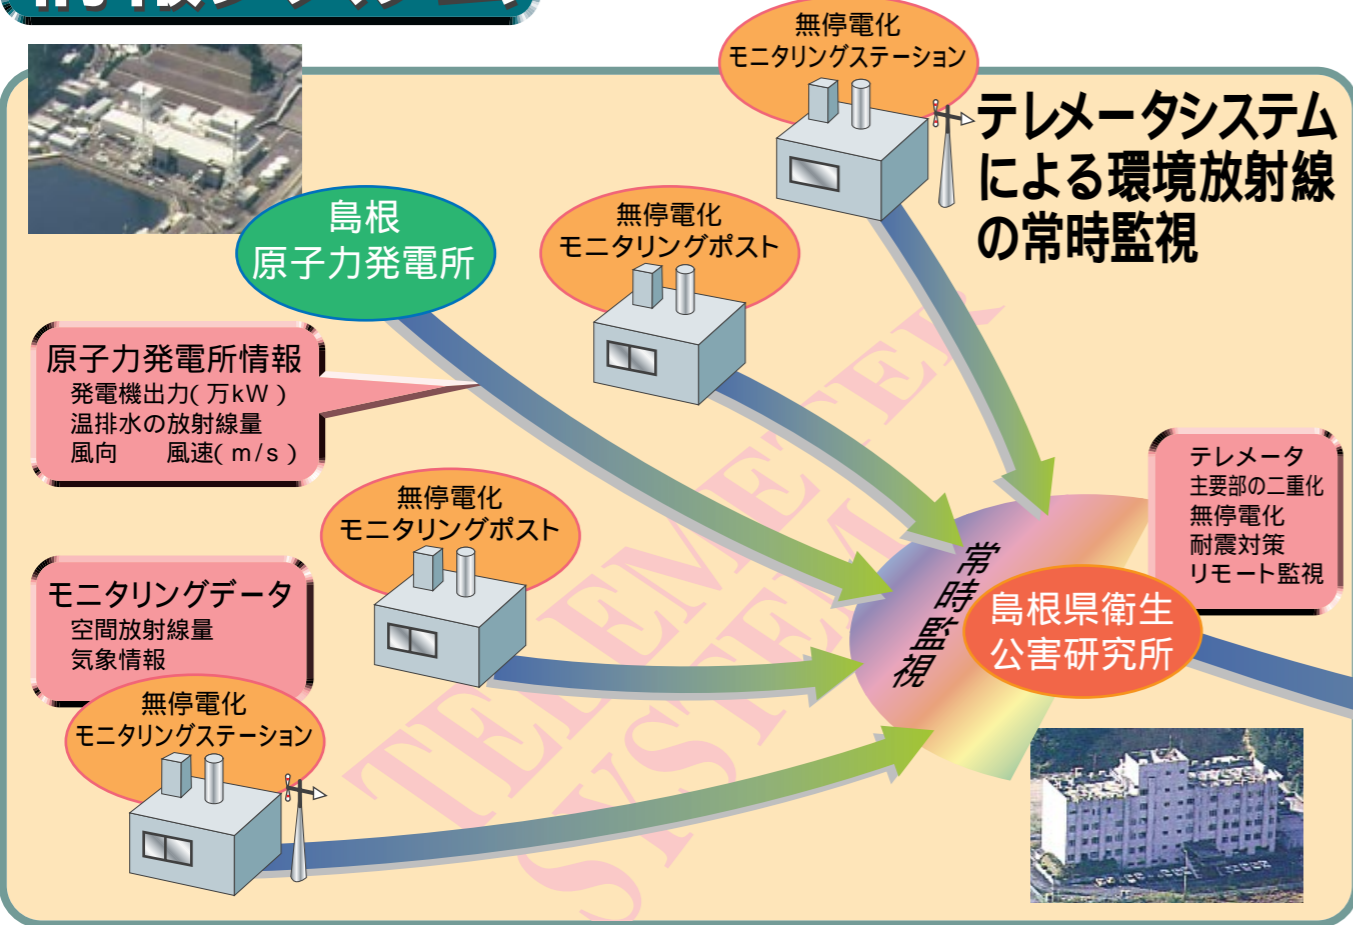 情報システム
無停電化
モニタリングステーション
テレメータシステム
による環境放射線
の常時監視
島根
原子力発電所
無停電化
モニタリングポスト
原子力発電所情報
発電機出力(万kW)
温排水の放射線量
風向 風速(m/s)
無停電化
モニタリングポスト
テレメータ
主要部の二重化
無停電化
耐震対策
リモート監視
常時監視
島根県衛生
公害研究所
モニタリングデータ
空間放射線量
気象情報
無停電化
モニタリングステーション
TELEMETER
SYSTEM